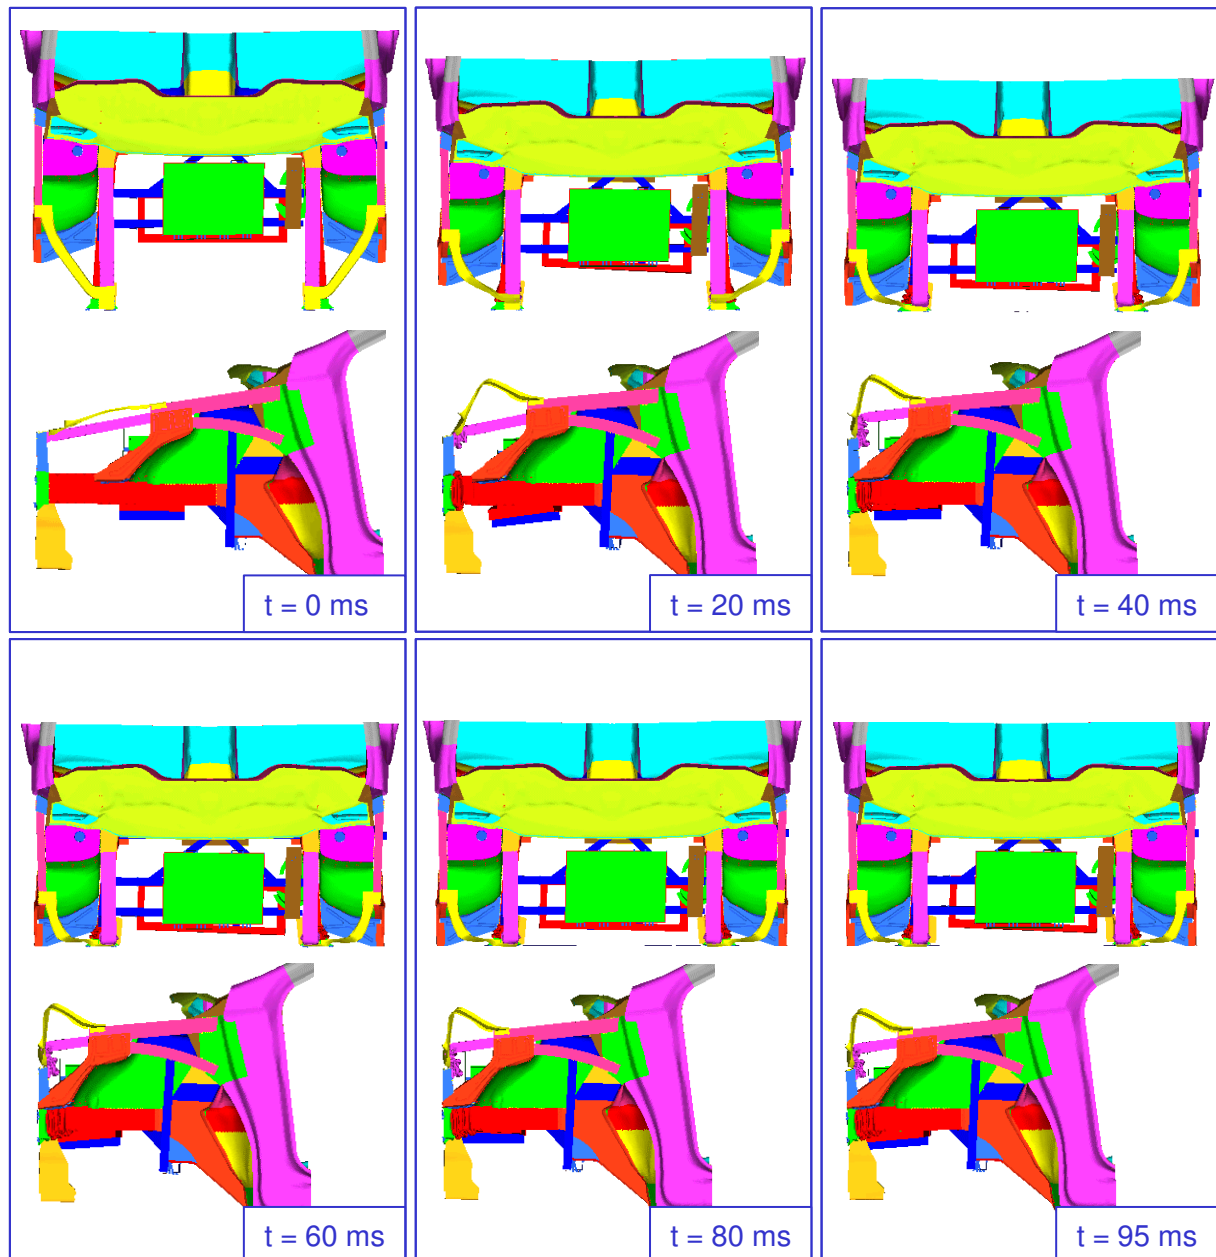 t = 0 ms
t = 20 ms
t = 40 ms
t = 60 ms
t = 80 ms
t = 95 ms